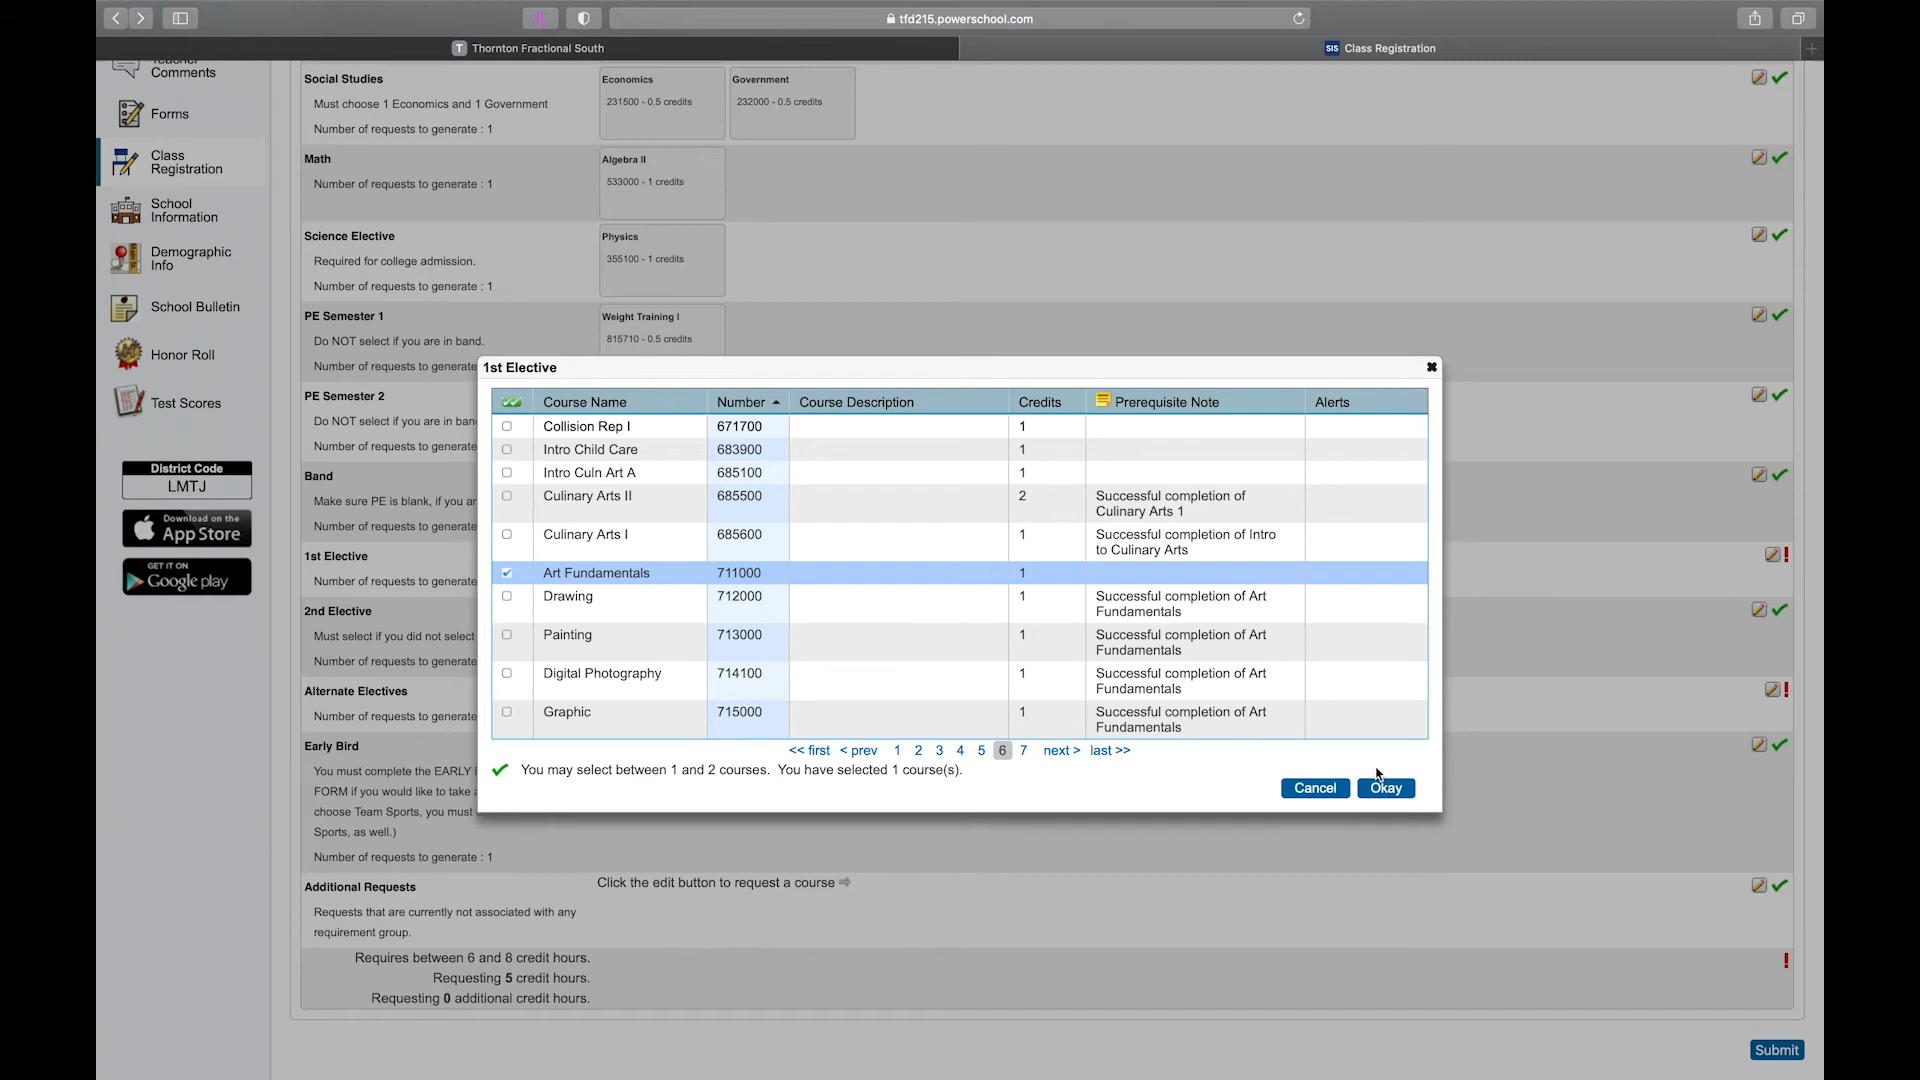 tfd215.powerschool.com
T Thornton Fractional South
SIS Class Registration
Teacher
Comments
Forms
Class
Registration
School
Information
Demographic
Info
School Bulletin
Honor Roll
Test Scores
District Code
LMTJ
Download on the
App Store
GET IT ON
Google play
Social Studies
Must choose 1 Economics and 1 Government
Number of requests to generate : 1
Economics
231500 - 0.5 credits
Government
232000 - 0.5 credits
Math
Number of requests to generate : 1
Algebra II
533000 - 1 credits
Science Elective
Required for college admission.
Number of requests to generate : 1
Physics
355100 - 1 credits
PE Semester 1
Do NOT select if you are in band.
Number of requests to generate
Weight Training I
815710 - 0.5 credits
PE Semester 2
Do NOT select if you are in ban
Number of requests to generate
Band
Make sure PE is blank, if you ar
Number of requests to generate
1st Elective
Number of requests to generate
2nd Elective
Must select if you did not select
Number of requests to generate
Alternate Electives
Number of requests to generate
Early Bird
You must complete the EARLY
FORM if you would like to take
choose Team Sports, you must
Sports, as well.)
Number of requests to generate : 1
Additional Requests
Requests that are currently not associated with any
requirement group.
Click the edit button to request a course
Requires between 6 and 8 credit hours.
Requesting 5 credit hours.
Requesting 0 additional credit hours.
Submit
1st Elective
Course Name Number Course Description Credits Prerequisite Note Alerts
Collision Rep I 671700 1
Intro Child Care 683900 1
Intro Culn Art A 685100 1
Culinary Arts II 685500 2 Successful completion of
Culinary Arts 1
Culinary Arts I 685600 1 Successful completion of Intro
to Culinary Arts
Art Fundamentals 711000 1
Drawing 712000 1 Successful completion of Art
Fundamentals
Painting 713000 1 Successful completion of Art
Fundamentals
Digital Photography 714100 1 Successful completion of Art
Fundamentals
Graphic 715000 1 Successful completion of Art
Fundamentals
<< first < prev 1 2 3 4 5 6 7 next > last >>
You may select between 1 and 2 courses. You have selected 1 course(s).
Cancel
Okay